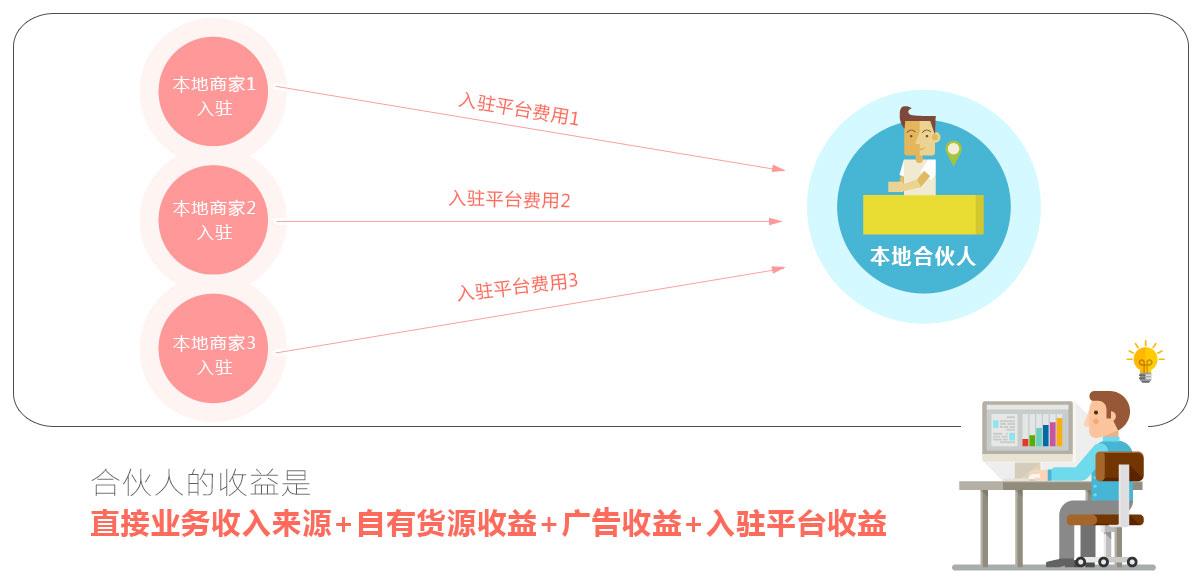 本地商家1
入驻
入驻平台费用1
本地商家2
入驻
入驻平台费用2
本地合伙人
本地商家3
入驻
入驻平台费用3
合伙人的收益是
直接业务收入来源+自有货源收益+广告收益+入驻平台收益